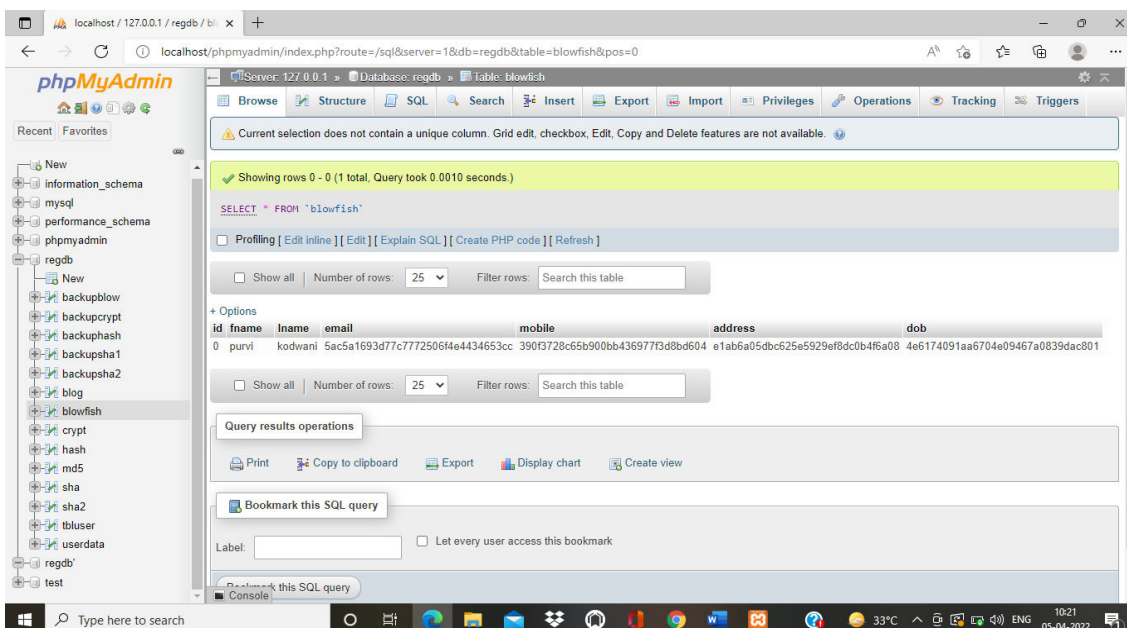 localhost / 127.0.0.1 / regdb / blo
localhost/phpmyadmin/index.php?route=/sql&server=1&db=regdb&table=blowfish&pos=0
phpMyAdmin
Recent Favorites
New
information_schema
mysql
performance_schema
phpmyadmin
regdb
New
backupblow
backupcrypt
backuphash
backupsha1
backupsha2
blog
blowfish
crypt
hash
md5
sha
sha2
tbluser
userdata
regdb'
test
Server: 127.0.0.1 » Database: regdb » Table: blowfish
Browse Structure SQL Search Insert Export Import Privileges Operations Tracking Triggers
Current selection does not contain a unique column. Grid edit, checkbox, Edit, Copy and Delete features are not available.
Showing rows 0 - 0 (1 total, Query took 0.0010 seconds.)
SELECT * FROM `blowfish`
Profiling [ Edit inline ] [ Edit ] [ Explain SQL ] [ Create PHP code ] [ Refresh ]
Show all | Number of rows: 25 Filter rows: Search this table
+ Options
id fname lname email mobile address dob
0 purvi kodwani 5ac5a1693d77c7772506f4e4434653cc 390f3728c65b900bb436977f3d8bd604 e1ab6a05dbc625e5929ef8dc0b4f6a08 4e6174091aa6704e09467a0839dac801
Show all | Number of rows: 25 Filter rows: Search this table
Query results operations
Print Copy to clipboard Export Display chart Create view
Bookmark this SQL query
Label: Let every user access this bookmark
Bookmark this SQL query
Console
Type here to search
33°C ENG 10:21
05-04-2022